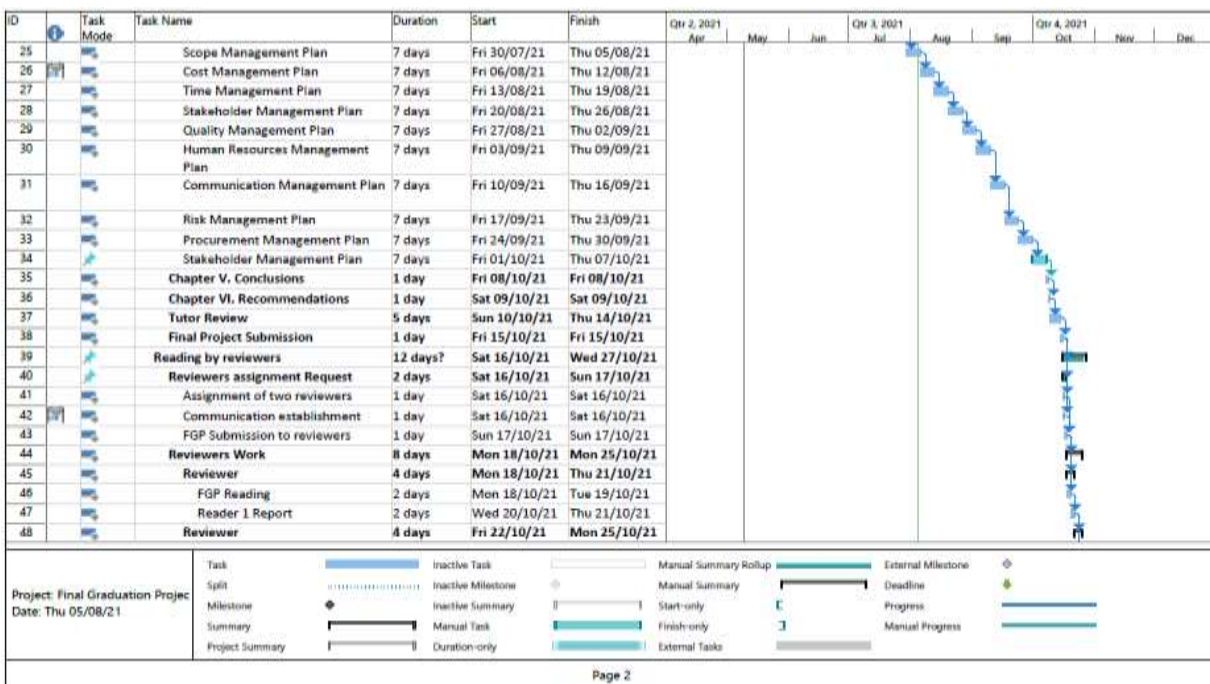 ID Task Mode Task Name Duration Start Finish Qtr 2, 2021 Qtr 3, 2021 Qtr 4, 2021
Apr May Jun Jul Aug Sep Oct Nov Dec
25 Scope Management Plan 7 days Fri 30/07/21 Thu 05/08/21
26 Cost Management Plan 7 days Fri 06/08/21 Thu 12/08/21
27 Time Management Plan 7 days Fri 13/08/21 Thu 19/08/21
28 Stakeholder Management Plan 7 days Fri 20/08/21 Thu 26/08/21
29 Quality Management Plan 7 days Fri 27/08/21 Thu 02/09/21
30 Human Resources Management Plan 7 days Fri 03/09/21 Thu 09/09/21
31 Communication Management Plan 7 days Fri 10/09/21 Thu 16/09/21
32 Risk Management Plan 7 days Fri 17/09/21 Thu 23/09/21
33 Procurement Management Plan 7 days Fri 24/09/21 Thu 30/09/21
34 Stakeholder Management Plan 7 days Fri 01/10/21 Thu 07/10/21
35 Chapter V. Conclusions 1 day Fri 08/10/21 Fri 08/10/21
36 Chapter VI. Recommendations 1 day Sat 09/10/21 Sat 09/10/21
37 Tutor Review 5 days Sun 10/10/21 Thu 14/10/21
38 Final Project Submission 1 day Fri 15/10/21 Fri 15/10/21
39 Reading by reviewers 12 days? Sat 16/10/21 Wed 27/10/21
40 Reviewers assignment Request 2 days Sat 16/10/21 Sun 17/10/21
41 Assignment of two reviewers 1 day Sat 16/10/21 Sat 16/10/21
42 Communication establishment 1 day Sat 16/10/21 Sat 16/10/21
43 FGP Submission to reviewers 1 day Sun 17/10/21 Sun 17/10/21
44 Reviewers Work 8 days Mon 18/10/21 Mon 25/10/21
45 Reviewer 4 days Mon 18/10/21 Thu 21/10/21
46 FGP Reading 2 days Mon 18/10/21 Tue 19/10/21
47 Reader 1 Report 2 days Wed 20/10/21 Thu 21/10/21
48 Reviewer 4 days Fri 22/10/21 Mon 25/10/21
Project: Final Graduation Projec
Date: Thu 05/08/21
Task Inactive Task Manual Summary Rollup External Milestone
Split Inactive Milestone Manual Summary Deadline
Milestone Inactive Summary Start-only Progress
Summary Manual Task Finish-only Manual Progress
Project Summary Duration-only External Tasks
Page 2